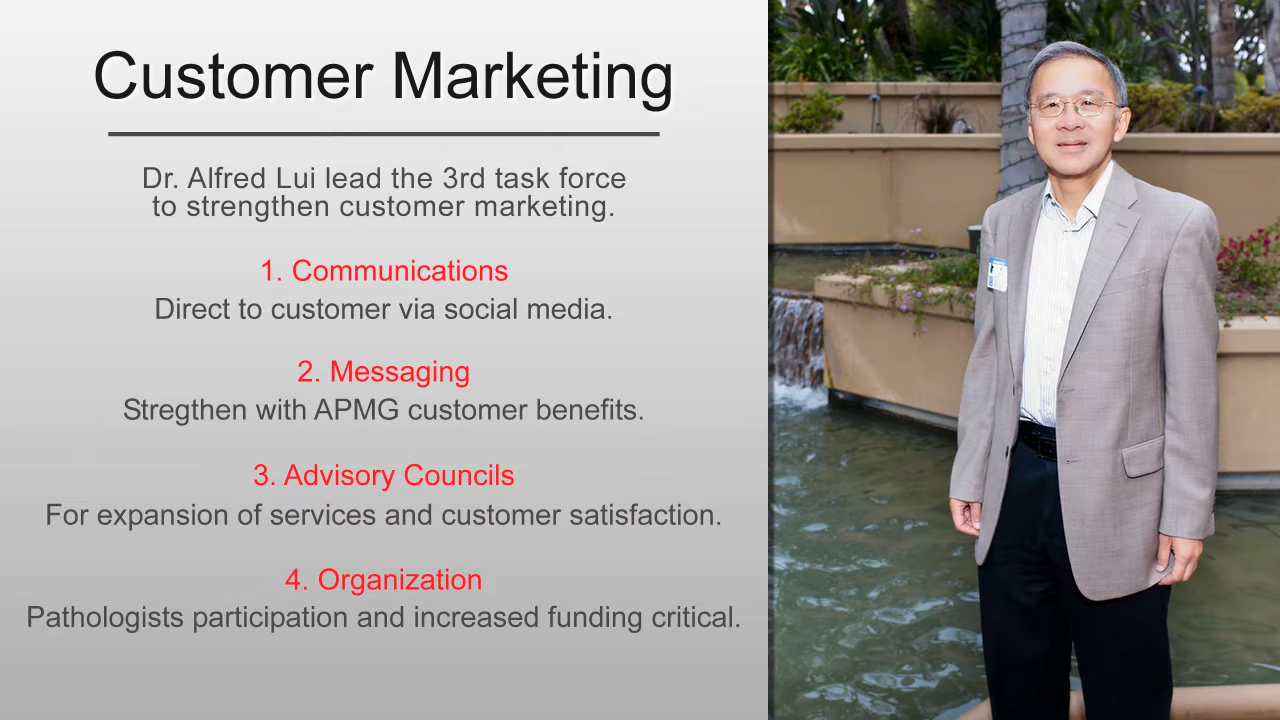 Customer Marketing
Dr. Alfred Lui lead the 3rd task force
to strengthen customer marketing.
1. Communications
Direct to customer via social media.
2. Messaging
Stregthen with APMG customer benefits.
3. Advisory Councils
For expansion of services and customer satisfaction.
4. Organization
Pathologists participation and increased funding critical.